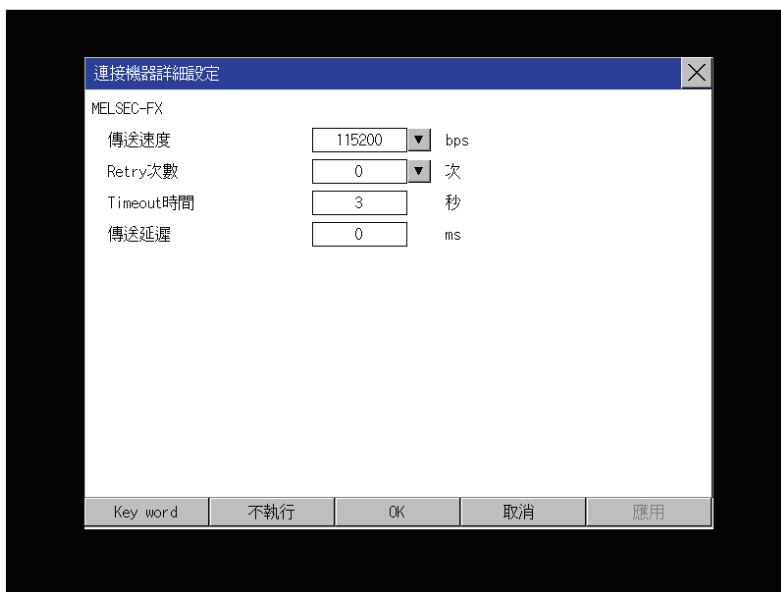 連接機器詳細設定
MELSEC-FX
傳送速度 115200 bps
Retry次數 0 次
Timeout時間 3 秒
傳送延遲 0 ms
Key word 不執行 OK 取消 應用